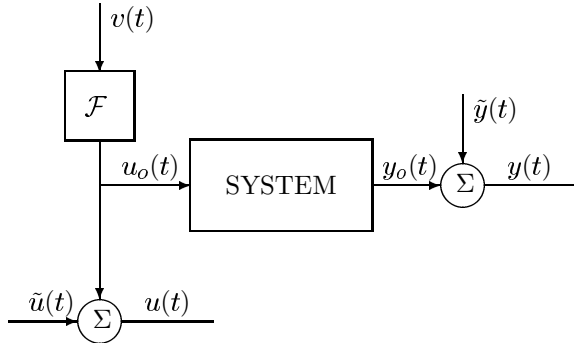 v(t)
ℱ
ỹ(t)
u_o(t)
SYSTEM
y_o(t)
Σ
y(t)
ũ(t)
Σ
u(t)